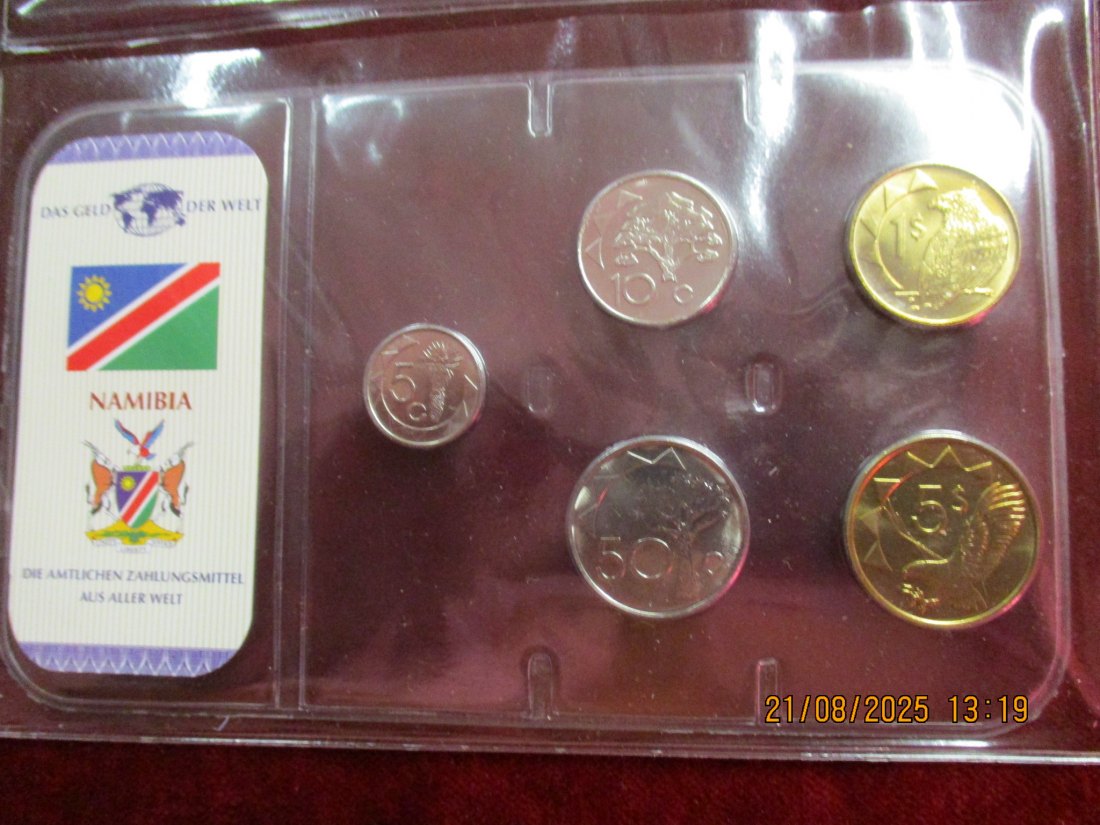 DAS GELD DER WELT
NAMIBIA
DIE AMTLICHEN ZAHLUNGSMITTEL
AUS ALLER WELT
5 C
10 C
50 C
1 $
5 $
21/08/2025 13:19